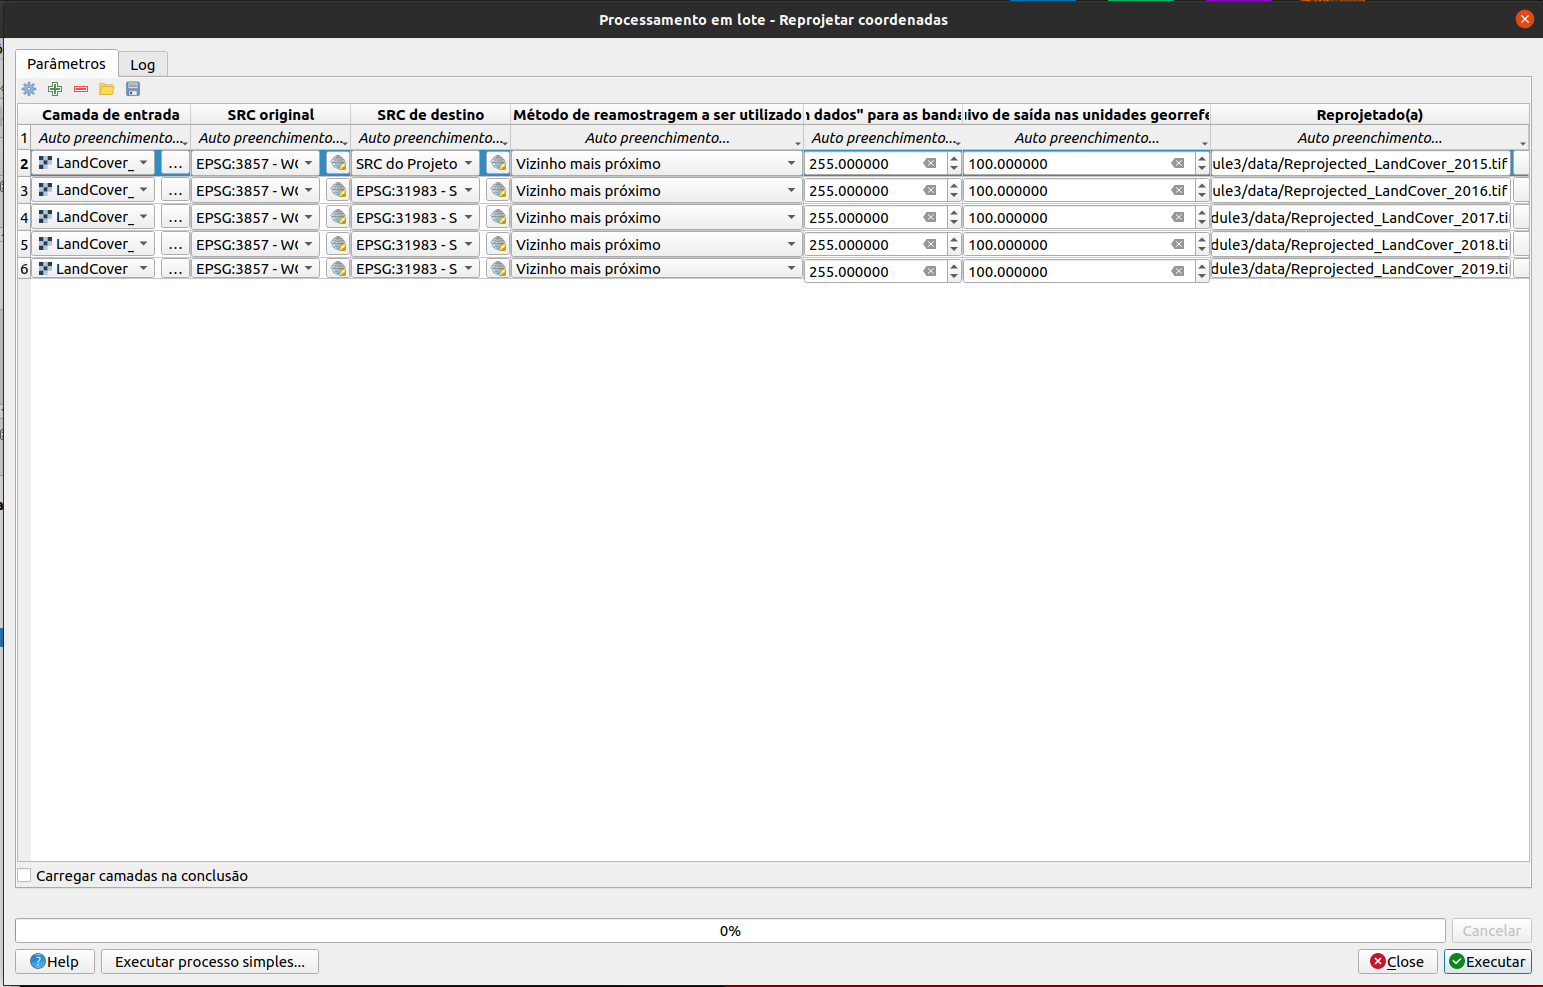 Processamento em lote - Reprojetar coordenadas
Parâmetros Log
Camada de entrada SRC original SRC de destino Método de reamostragem a ser utilizado dados" para as banda de saída nas unidades Reprojetado(a)
1 Auto preenchimento... Auto preenchimento... Auto preenchimento... Auto preenchimento... Auto preenchimento... Auto preenchimento... Auto preenchimento...
2 LandCover_ ... EPSG:3857 - SRC do Projeto Vizinho mais próximo 255.000000 100.000000 ule3/data/Reprojected_LandCover_2015.tif
3 LandCover_ ... EPSG:3857 - EPSG:31983 - S Vizinho mais próximo 255.000000 100.000000 ule3/data/Reprojected_LandCover_2016.tif
4 LandCover_ ... EPSG:3857 - EPSG:31983 - S Vizinho mais próximo 255.000000 100.000000 dule3/data/Reprojected_LandCover_2017.ti
5 LandCover_ ... EPSG:3857 - EPSG:31983 - S Vizinho mais próximo 255.000000 100.000000 dule3/data/Reprojected_LandCover_2018.ti
6 LandCover ... EPSG:3857 - EPSG:31983 - S Vizinho mais próximo 255.000000 100.000000 dule3/data/Reprojected_LandCover_2019.ti
Carregar camadas na conclusão
0% Cancelar
Help Executar processo simples... Close Executar